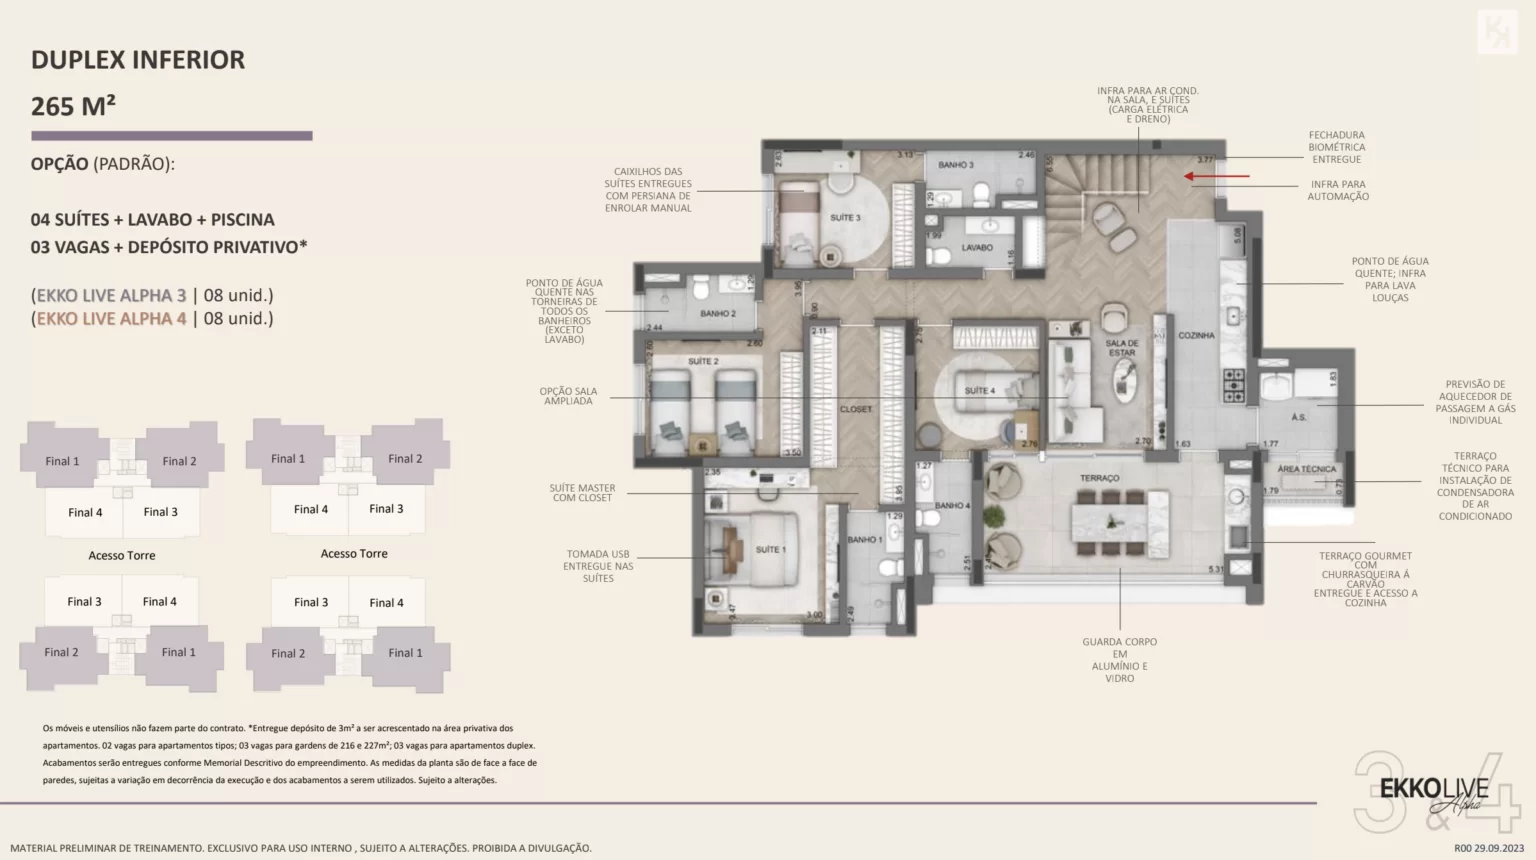 DUPLEX INFERIOR
265 M²
OPÇÃO (PADRÃO):
04 SUÍTES + LAVABO + PISCINA
03 VAGAS + DEPÓSITO PRIVATIVO*
(EKKO LIVE ALPHA 3 | 08 unid.)
(EKKO LIVE ALPHA 4 | 08 unid.)
Final 1
Final 2
Final 4
Final 3
Acesso Torre
Final 3
Final 4
Final 2
Final 1
Final 1
Final 2
Final 4
Final 3
Acesso Torre
Final 3
Final 4
Final 2
Final 1
CAIXILHOS DAS
SUÍTES ENTREGUES
COM PERSIANA DE
ENROLAR MANUAL
PONTO DE ÁGUA
QUENTE NAS
TORNEIRAS DE
TODOS OS
BANHEIROS
(EXCETO
LAVABO)
OPÇÃO SALA
AMPLIADA
SUÍTE MASTER
COM CLOSET
TOMADA USB
ENTREGUE NAS
SUÍTES
INFRA PARA AR COND.
NA SALA, E SUÍTES
(CARGA ELÉTRICA
E DRENO)
FECHADURA
BIOMÉTRICA
ENTREGUE
INFRA PARA
AUTOMAÇÃO
PONTO DE ÁGUA
QUENTE; INFRA
PARA LAVA
LOUÇAS
PREVISÃO DE
AQUECEDOR DE
PASSAGEM A GÁS
INDIVIDUAL
TERRAÇO
TÉCNICO PARA
INSTALAÇÃO DE
CONDENSADORA
DE AR
CONDICIONADO
TERRAÇO GOURMET
COM
CHURRASQUEIRA Á
CARVÃO
ENTREGUE E ACESSO A
COZINHA
GUARDA CORPO
EM
ALUMÍNIO E
VIDRO
2.63
3.13
SUÍTE 3
BANHO 3
2.46
1.29
1.99
LAVABO
1.16
6.55
3.77
5.08
1.29
BANHO 2
2.44
3.95
.90
2.11
2.60
2.60
SUÍTE 2
3.50
CLOSET
3.95
SUÍTE 4
2.76
SALA DE
ESTAR
2.70
COZINHA
1.63
1.83
Á.S.
1.77
ÁREA TÉCNICA
1.79
0.73
2.35
SUÍTE 1
3.47
3.00
1.29
BANHO 1
2.49
1.27
BANHO 4
2.51
TERRAÇO
5.31
Os móveis e utensílios não fazem parte do contrato. *Entregue depósito de 3m² a ser acrescentado na área privativa dos
apartamentos. 02 vagas para apartamentos tipos; 03 vagas para gardens de 216 e 227m²; 03 vagas para apartamentos duplex.
Acabamentos serão entregues conforme Memorial Descritivo do empreendimento. As medidas da planta são de face a face de
paredes, sujeitas a variação em decorrência da execução e dos acabamentos a serem utilizados. Sujeito a alterações.
3&4
EKKO LIVE
Alpha
MATERIAL PRELIMINAR DE TREINAMENTO. EXCLUSIVO PARA USO INTERNO , SUJEITO A ALTERAÇÕES. PROIBIDA A DIVULGAÇÃO.
R00 29.09.2023